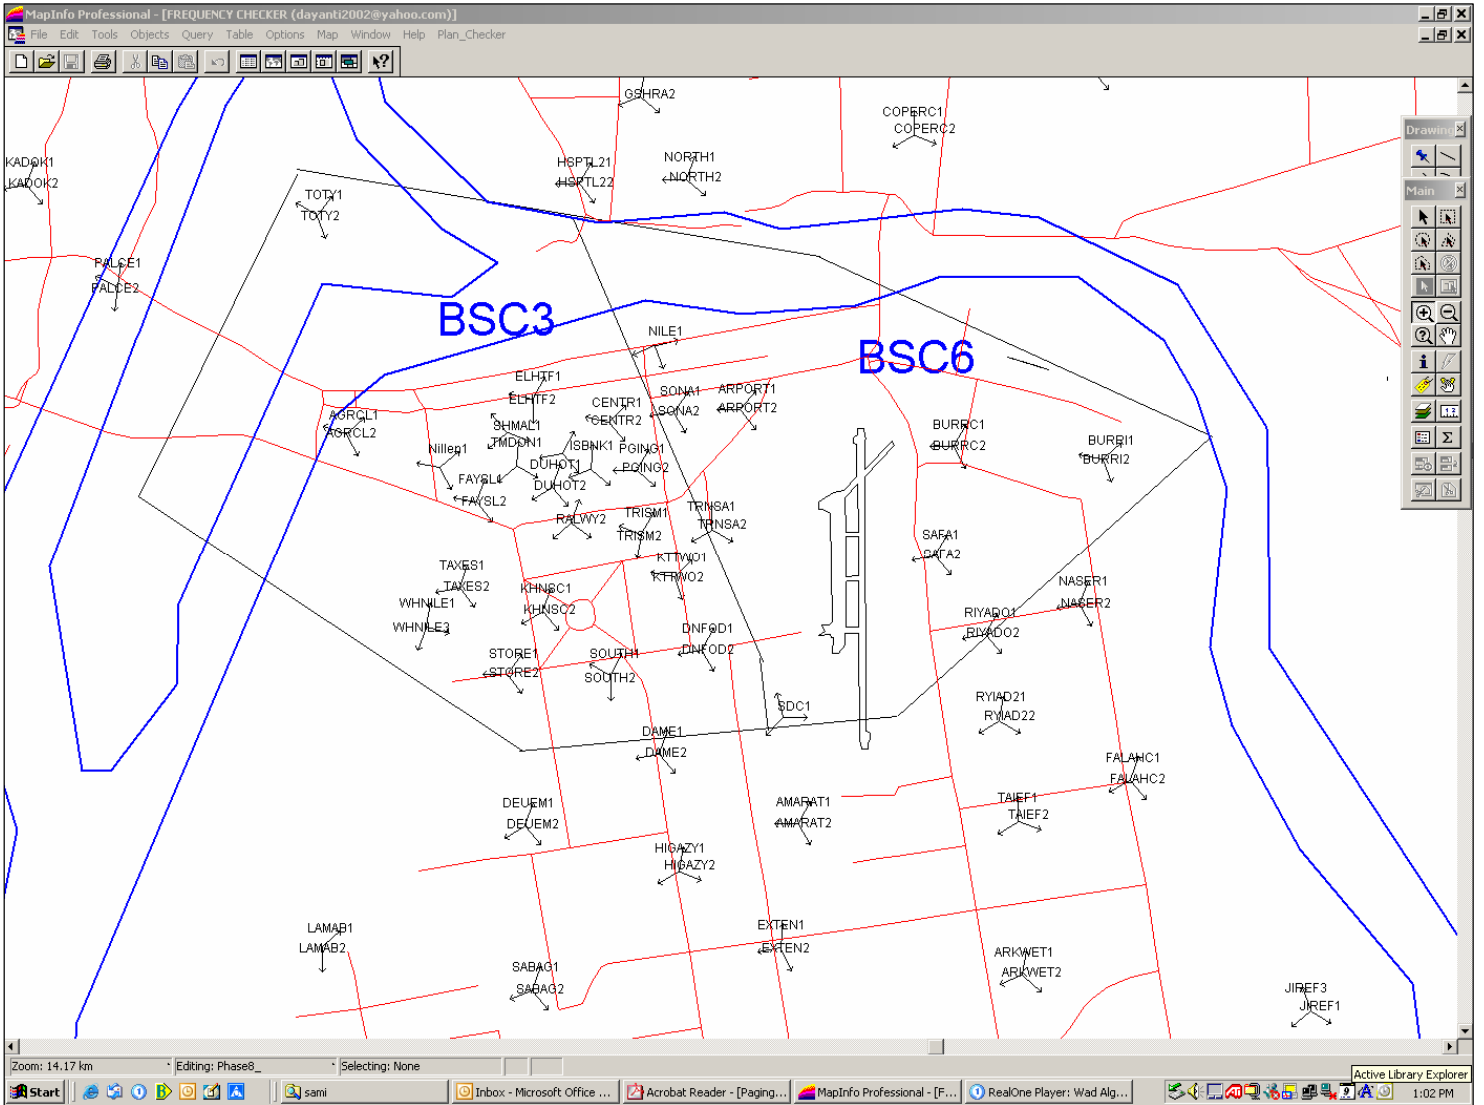 MapInfo Professional - [FREQUENCY CHECKER (dayanti2002@yahoo.com)]
File Edit Tools Objects Query Table Options Map Window Help Plan_Checker
GSHRA2
COPERC1
COPERC2
Drawing
KADOK1
KADOK2
HSPTL21
HSPTL22
NORTH1
NORTH2
Main
TOTY1
TOTY2
PALCE1
PALCE2
BSC3
NILE1
BSC6
ELHTF1
ELHTF2
SONA1
SONA2
ARPORT1
ARPORT2
CENTR1
CENTR2
AGRCL1
AGRCL2
SHMAL1
TMDON1
BURRC1
BURRC2
BURRI1
BURRI2
Nillen1
ISBNK1
PGING1
PGING2
DUHOT1
DUHOT2
FAYSL1
FAYSL2
RALWY2
TRISM1
TRISM2
TRNSA1
TRNSA2
SAFA1
SAFA2
KTTWO1
KTTWO2
TAXES1
TAXES2
KHNSC1
KHNSC2
NASER1
NASER2
WHNILE1
WHNILE3
RIYADO1
RIYADO2
DNFOD1
DNFOD2
STORE1
STORE2
SOUTH1
SOUTH2
RYIAD21
RYIAD22
SDC1
DAME1
DAME2
FALAHC1
FALAHC2
DEUEM1
DEUEM2
AMARAT1
AMARAT2
TAIEF1
TAIEF2
HIGAZY1
HIGAZY2
LAMAB1
LAMAB2
EXTEN1
EXTEN2
SABAG1
SABAG2
ARKWET1
ARKWET2
JIREF3
JIREF1
Zoom: 14.17 km Editing: Phase8_ Selecting: None
Active Library Explorer
Start sami Inbox - Microsoft Office ... Acrobat Reader - [Paging... MapInfo Professional - [F... RealOne Player: Wad Alg... 1:02 PM